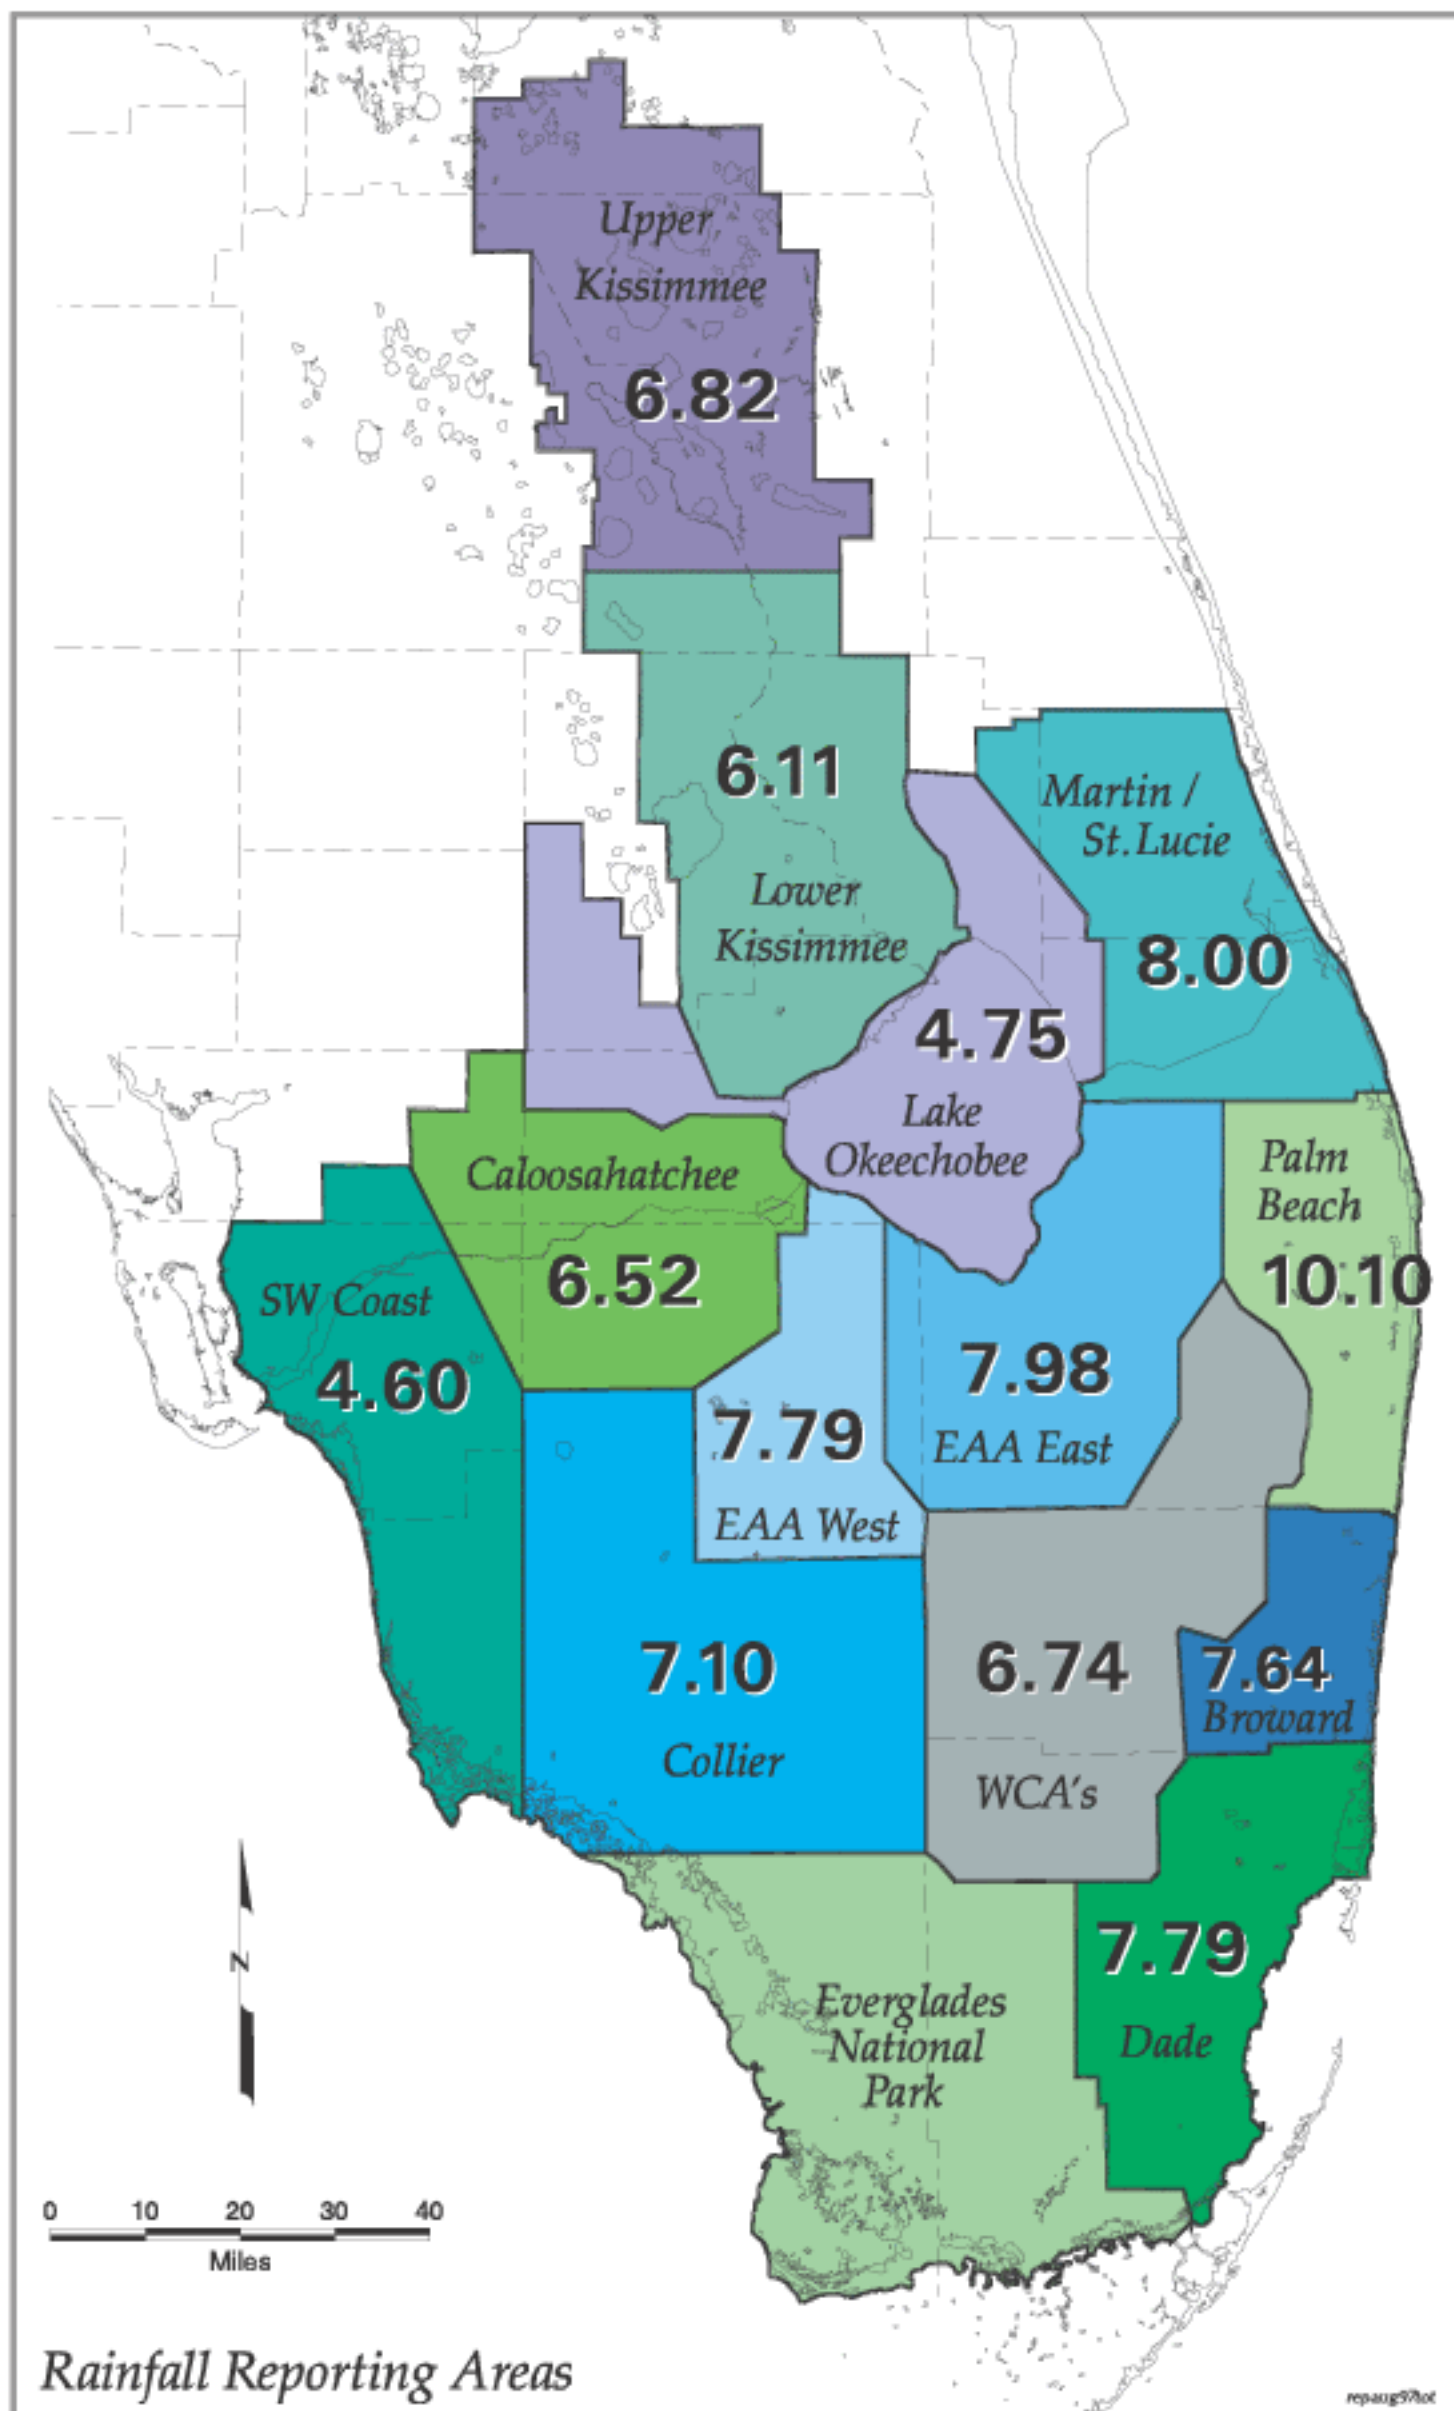 Upper
Kissimmee
6.82
6.11
Lower
Kissimmee
Martin /
St. Lucie
8.00
4.75
Lake
Okeechobee
Caloosahatchee
6.52
SW Coast
4.60
Palm
Beach
10.10
7.98
EAA East
7.79
EAA West
7.10
Collier
6.74
WCA's
7.64
Broward
7.79
Dade
Everglades
National
Park
N
0 10 20 30 40
Miles
Rainfall Reporting Areas
repaug97tot